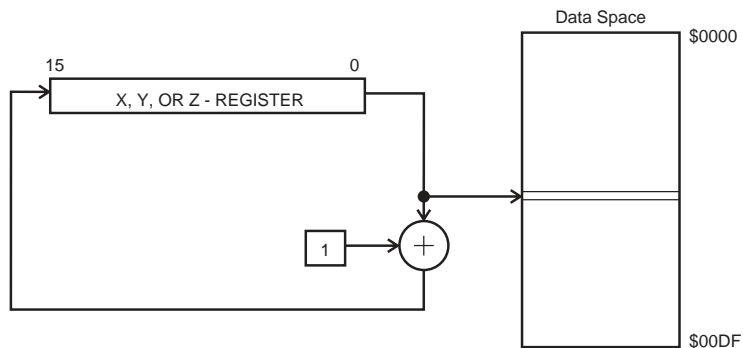 Data Space
$0000
15
0
X, Y, OR Z - REGISTER
1
+
$00DF